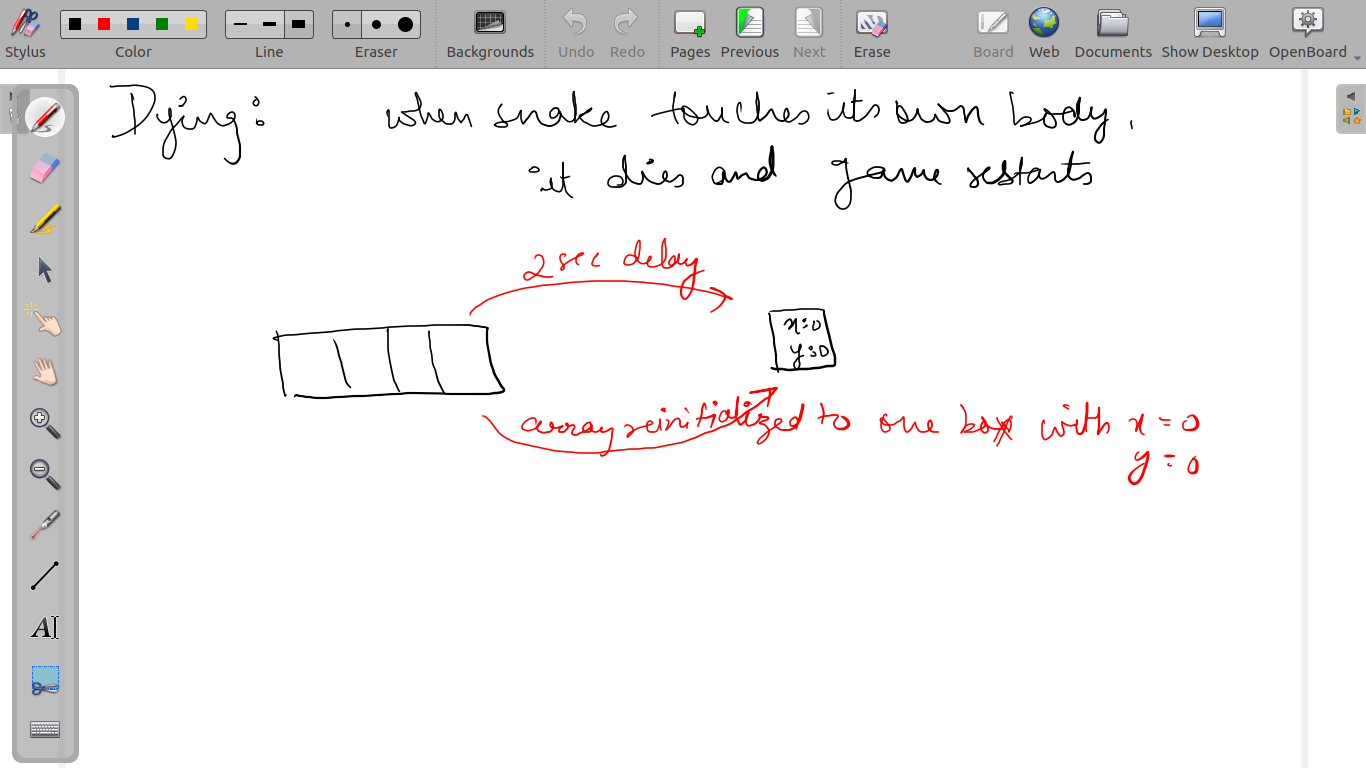 Stylus Color Line Eraser Backgrounds Undo Redo Pages Previous Next Erase Board Web Documents Show Desktop OpenBoard
Dying: when snake touches its own body.
it dies and game restarts
2 sec delay
x=0
y=0
array reinitialized to one box with x = 0
y = 0